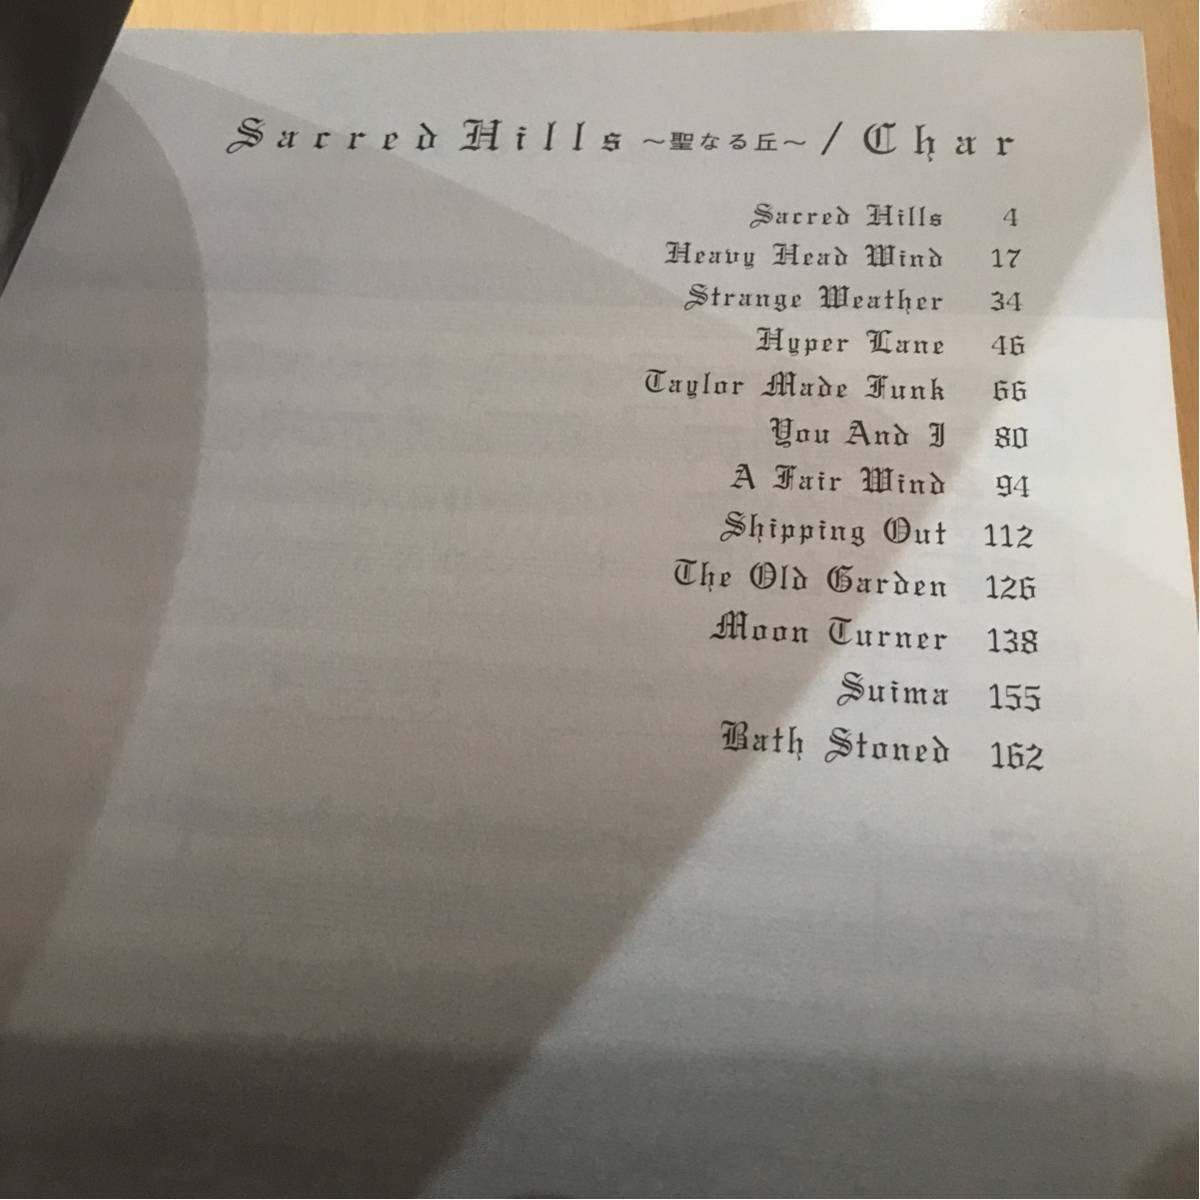 Sacred Hills ～聖なる丘～ / Char
Sacred Hills 4
Heavy Head Wind 17
Strange Weather 34
Hyper Lane 46
Taylor Made Funk 66
You And I 80
A Fair Wind 94
Shipping Out 112
The Old Garden 126
Moon Turner 138
Suima 155
Bath Stoned 162